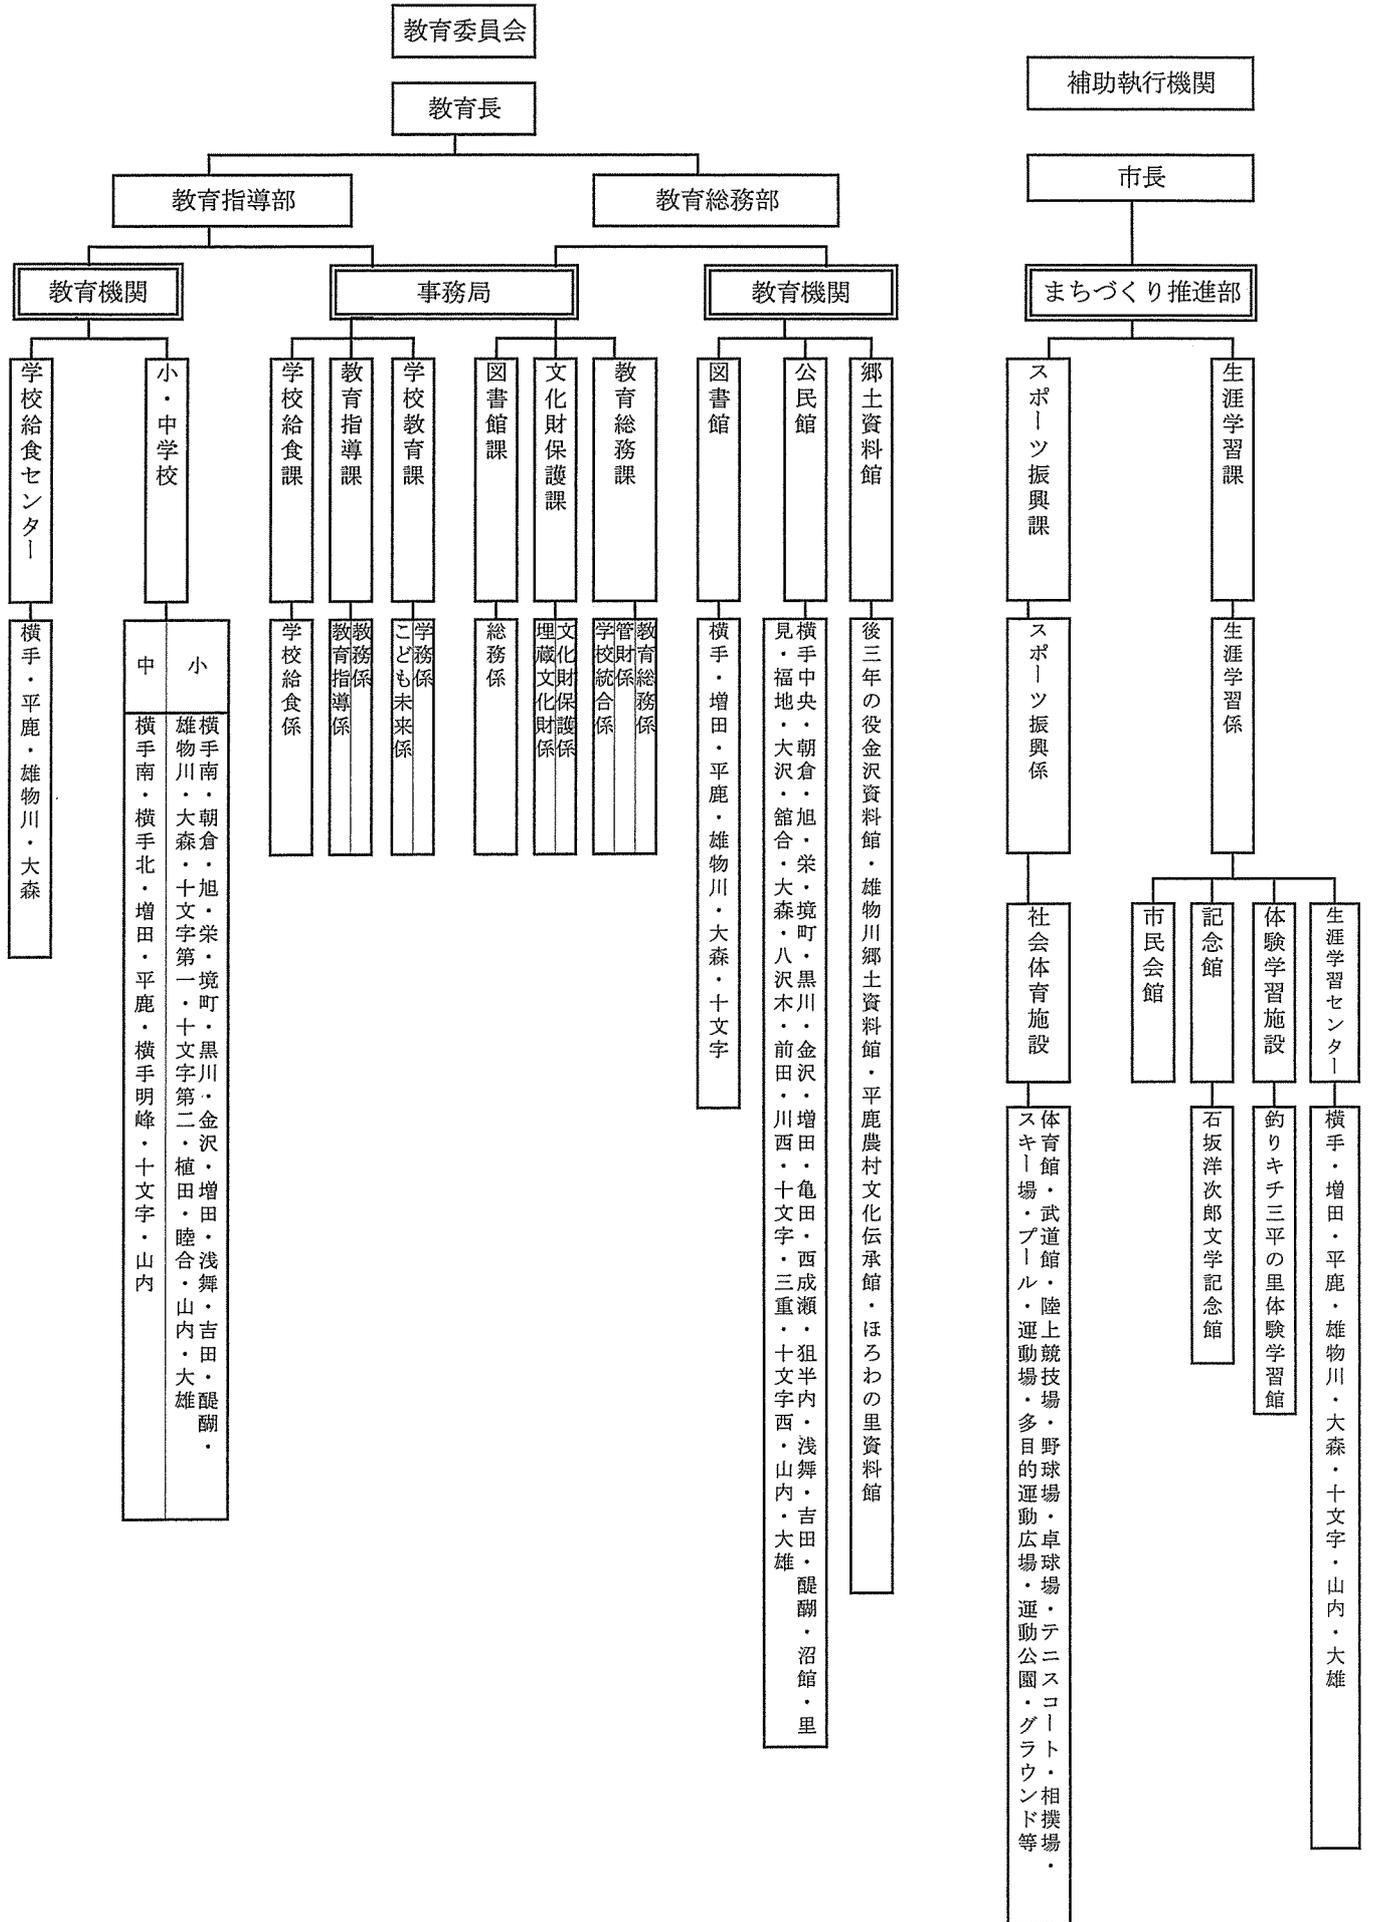 教育委員会
教育長
補助執行機関
市長
教育指導部
教育総務部
教育機関
事務局
教育機関
まちづくり推進部
学校給食センター
小・中学校
学校給食課
教育指導課
学校教育課
図書館課
文化財保護課
教育総務課
図書館
公民館
郷土資料館
スポーツ振興課
生涯学習課
横手・平鹿・雄物川・大森
中
小
横手南・横手北・増田・平鹿・横手明峰・十文字・山内
横手南・朝倉・旭・栄・境町・黒川・金沢・増田・浅舞・吉田・醍醐・
雄物川・大森・十文字第一・十文字第二・植田・睦合・山内・大雄
学校給食係
教務係
教育指導係
学務係
こども未来係
総務係
文化財保護係
埋蔵文化財係
教育総務係
管財係
学校統合係
横手・増田・平鹿・雄物川・大森・十文字
横手中央・朝倉・旭・栄・境町・黒川・金沢・増田・亀田・西成瀬・狙半内・浅舞・吉田・醍醐・沼館・里
見・福地・大沢・舘合・大森・八沢木・前田・川西・十文字・三重・十文字西・山内・大雄
後三年の役金沢資料館・雄物川郷土資料館・平鹿農村文化伝承館・ほろわの里資料館
スポーツ振興係
生涯学習係
社会体育施設
市民会館
記念館
体験学習施設
生涯学習センター
体育館・武道館・陸上競技場・野球場・卓球場・テニスコート・相撲場・
スキー場・プール・運動場・多目的運動広場・運動公園・グラウンド等
石坂洋次郎文学記念館
釣りキチ三平の里体験学習館
横手・増田・平鹿・雄物川・大森・十文字・山内・大雄